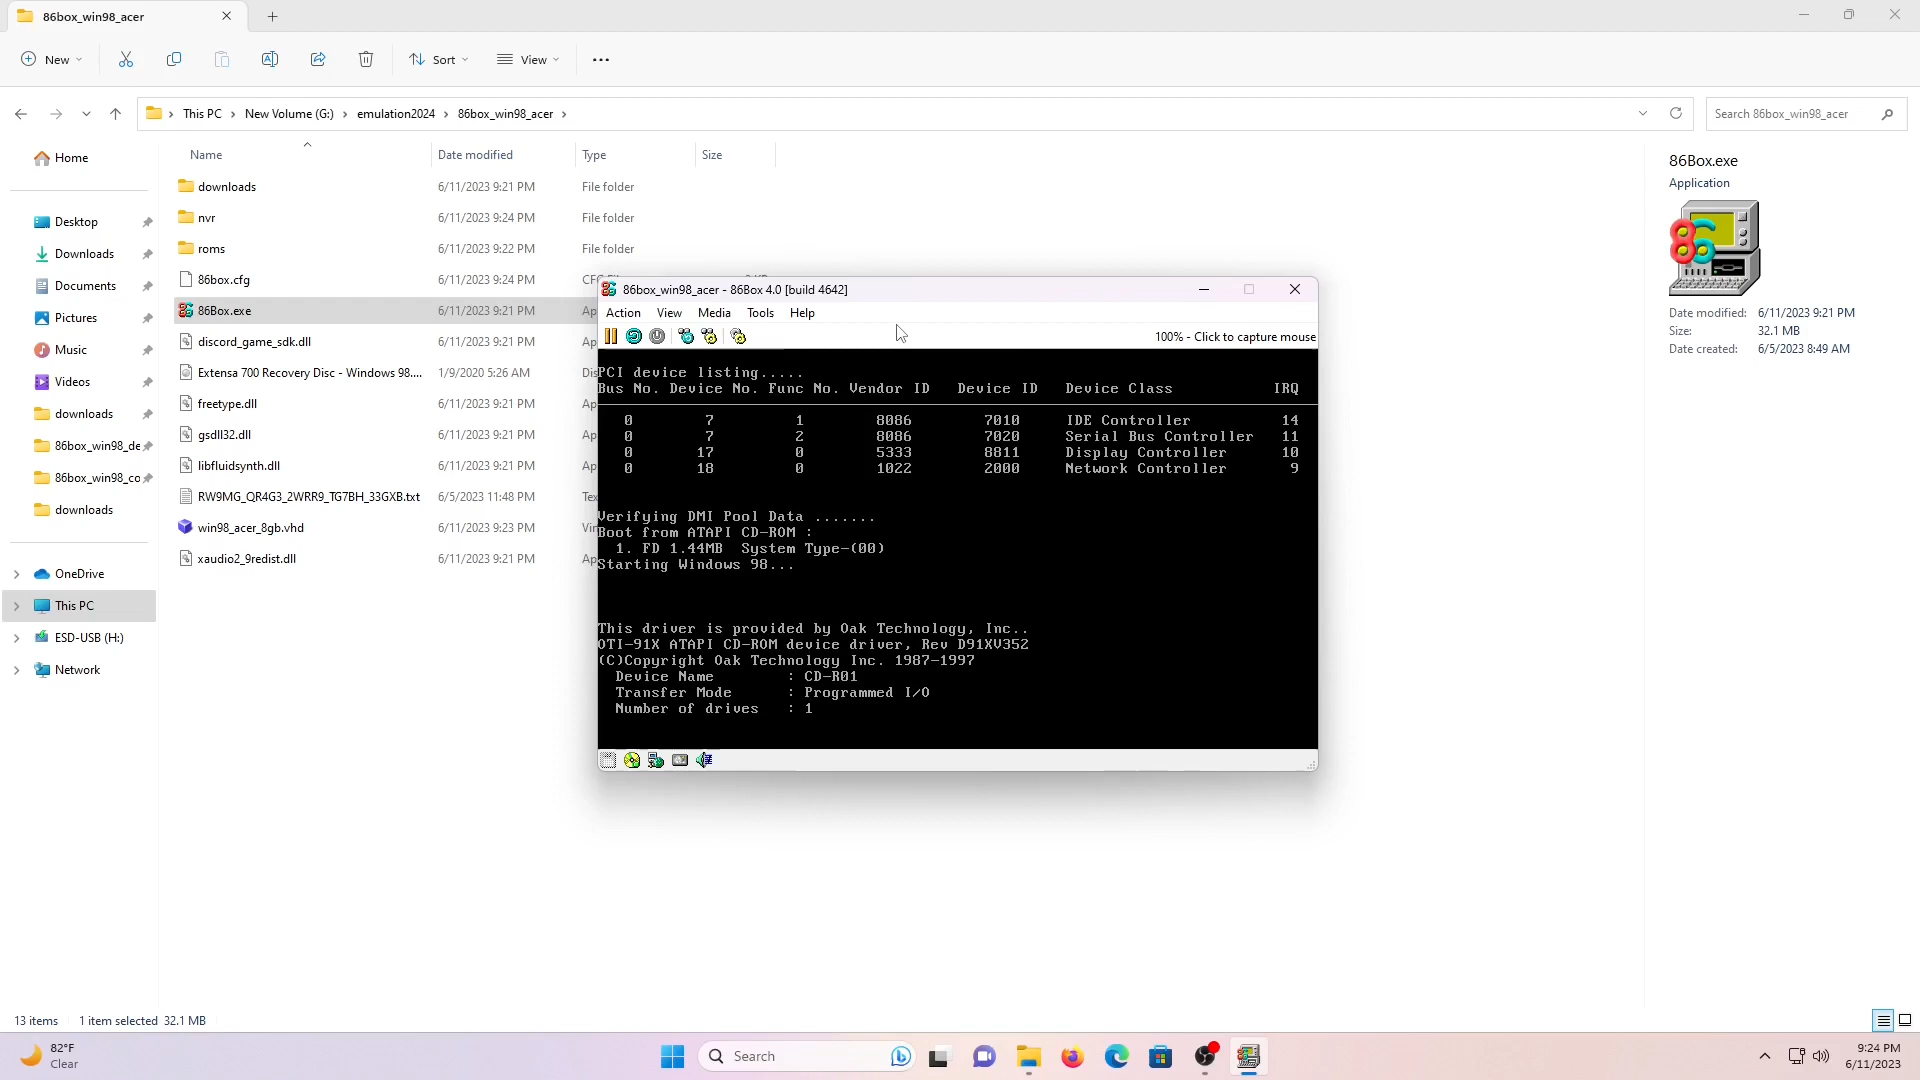 86box_win98_acer
New
Sort
View
This PC
New Volume (G:)
emulation2024
86box_win98_acer
Search 86box_win98_acer
Home
Desktop
Downloads
Documents
Pictures
Music
Videos
downloads
86box_win98_de
86box_win98_co
downloads
OneDrive
This PC
ESD-USB (H:)
Network
Name Date modified Type Size
downloads 6/11/2023 9:21 PM File folder
nvr 6/11/2023 9:24 PM File folder
roms 6/11/2023 9:22 PM File folder
86box.cfg 6/11/2023 9:24 PM
86Box.exe 6/11/2023 9:21 PM Ap
discord_game_sdk.dll 6/11/2023 9:21 PM Ap
Extensa 700 Recovery Disc - Windows 98.... 1/9/2020 5:26 AM Dis
freetype.dll 6/11/2023 9:21 PM Ap
gsdll32.dll 6/11/2023 9:21 PM Ap
libfluidsynth.dll 6/11/2023 9:21 PM Ap
RW9MG_QR4G3_2WRR9_TG7BH_33GXB.txt 6/5/2023 11:48 PM Tex
win98_acer_8gb.vhd 6/11/2023 9:23 PM Vir
xaudio2_9redist.dll 6/11/2023 9:21 PM Ap
86box_win98_acer - 86Box 4.0 [build 4642]
Action View Media Tools Help
100% - Click to capture mouse
PCI device listing.....
Bus No. Device No. Func No. Vendor ID Device ID Device Class IRQ
0 7 1 8086 7010 IDE Controller 14
0 7 2 8086 7020 Serial Bus Controller 11
0 17 0 5333 8811 Display Controller 10
0 18 0 1022 2000 Network Controller 9
Verifying DMI Pool Data .......
Boot from ATAPI CD-ROM :
1. FD 1.44MB System Type-(00)
Starting Windows 98...
This driver is provided by Oak Technology, Inc..
OTI-91X ATAPI CD-ROM device driver, Rev D91XV352
(C)Copyright Oak Technology Inc. 1987-1997
Device Name : CD-R01
Transfer Mode : Programmed I/O
Number of drives : 1
86Box.exe
Application
Date modified: 6/11/2023 9:21 PM
Size: 32.1 MB
Date created: 6/5/2023 8:49 AM
13 items 1 item selected 32.1 MB
82°F
Clear
Search
9:24 PM
6/11/2023